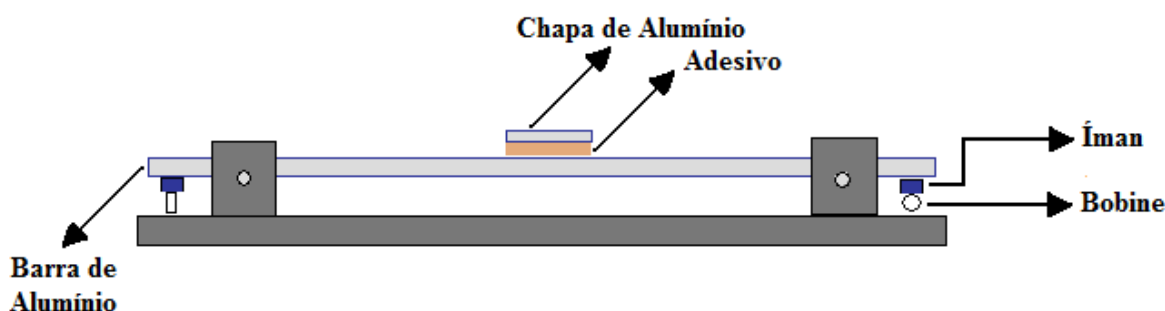 Chapa de Alumínio
Adesivo
Íman
Bobine
Barra de
Alumínio